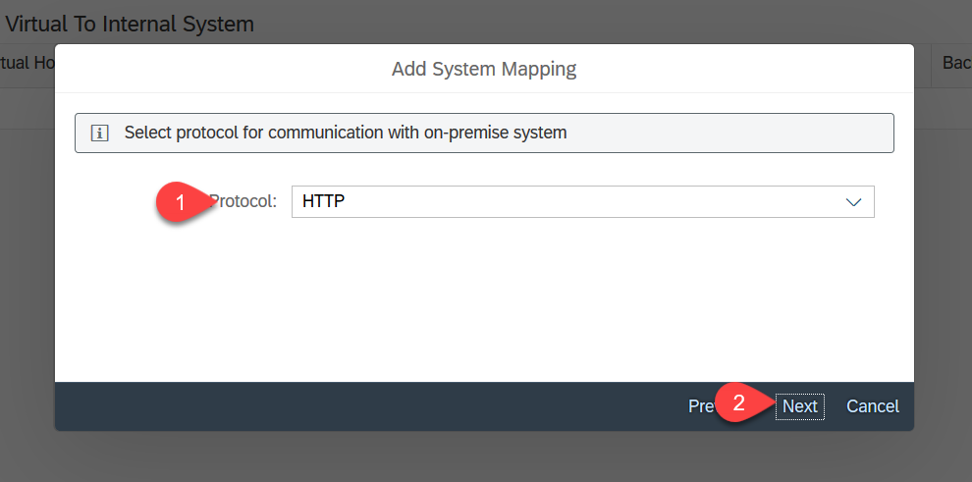 Virtual To Internal System
tual Ho
Bac
Add System Mapping
Select protocol for communication with on-premise system
1
Protocol:
HTTP
Pre
2
Next
Cancel